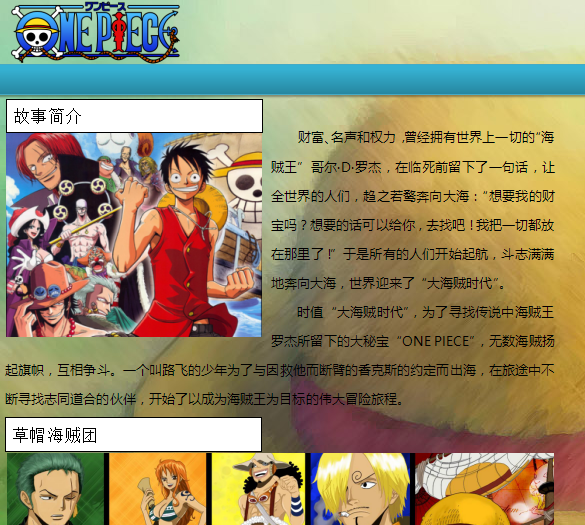 ワンピース
ONE PIECE
故事简介
财富、名声和权力,曾经拥有世界上一切的“海
贼王”哥尔·D·罗杰，在临死前留下了一句话，让
全世界的人们，趋之若鹜奔向大海：“想要我的财
宝吗？想要的话可以给你，去找吧！我把一切都放
在那里了！”于是所有的人们开始起航，斗志满满
地奔向大海，世界迎来了“大海贼时代”。
时值“大海贼时代”，为了寻找传说中海贼王
罗杰所留下的大秘宝“ONE PIECE”，无数海贼扬
起旗帜，互相争斗。一个叫路飞的少年为了与因救他而断臂的香克斯的约定而出海，在旅途中不
断寻找志同道合的伙伴，开始了以成为海贼王为目标的伟大冒险旅程。
草帽海贼团